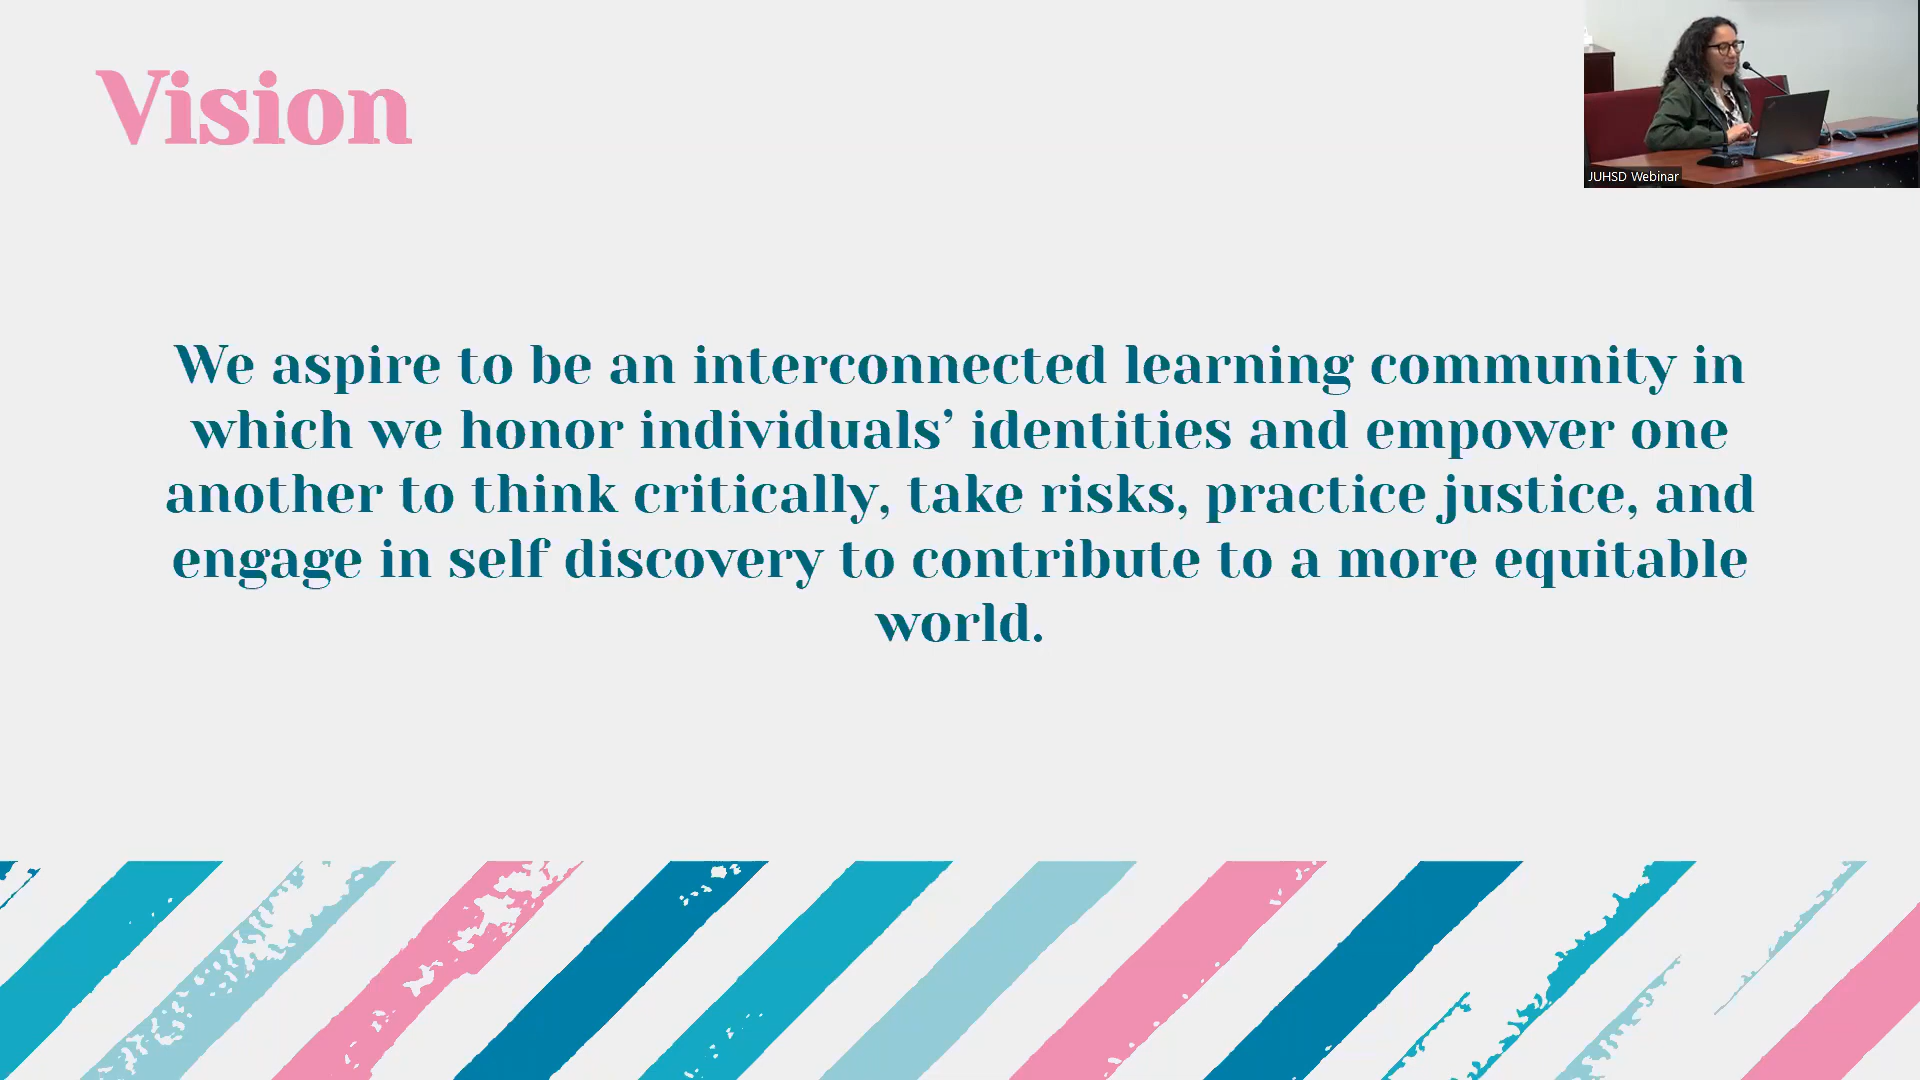 Vision
JUHSD Webinar
We aspire to be an interconnected learning community in
which we honor individuals’ identities and empower one
another to think critically, take risks, practice justice, and
engage in self discovery to contribute to a more equitable
world.